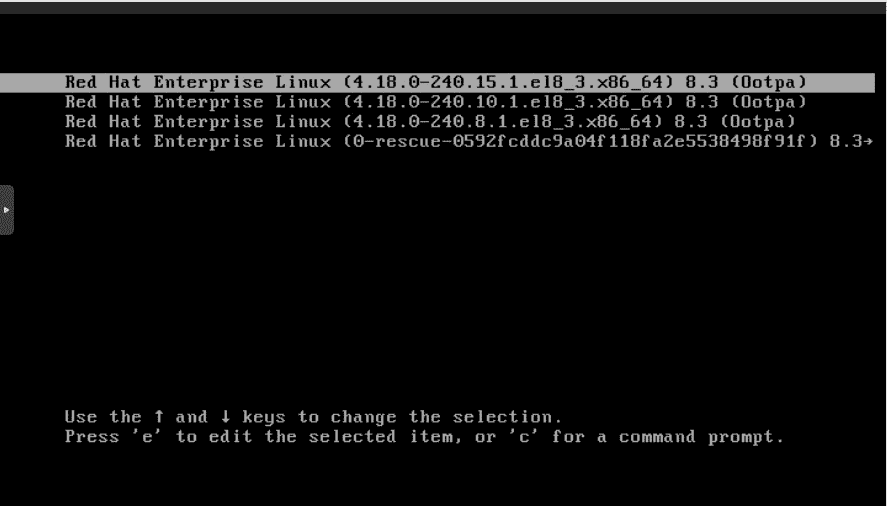 Red Hat Enterprise Linux (4.18.0-240.15.1.el8_3.x86_64) 8.3 (Ootpa)
Red Hat Enterprise Linux (4.18.0-240.10.1.el8_3.x86_64) 8.3 (Ootpa)
Red Hat Enterprise Linux (4.18.0-240.8.1.el8_3.x86_64) 8.3 (Ootpa)
Red Hat Enterprise Linux (0-rescue-0592fcddc9a04f118fa2e5538498f91f) 8.3→
Use the ↑ and ↓ keys to change the selection.
Press 'e' to edit the selected item, or 'c' for a command prompt.